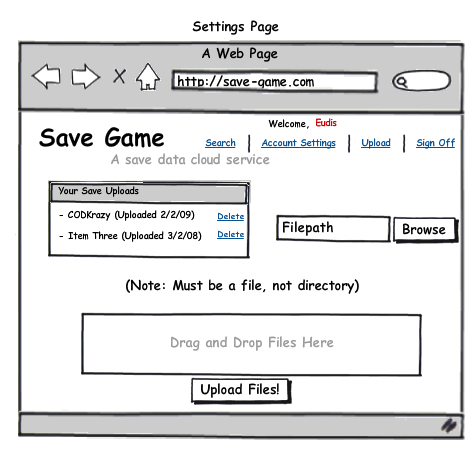 Settings Page
A Web Page
http://save-game.com
Welcome, Eudis
Save Game
Search | Account Settings | Upload | Sign Off
A save data cloud service
Your Save Uploads
- CODKrazy (Uploaded 2/2/09) Delete
- Item Three (Uploaded 3/2/08) Delete
Filepath Browse
(Note: Must be a file, not directory)
Drag and Drop Files Here
Upload Files!